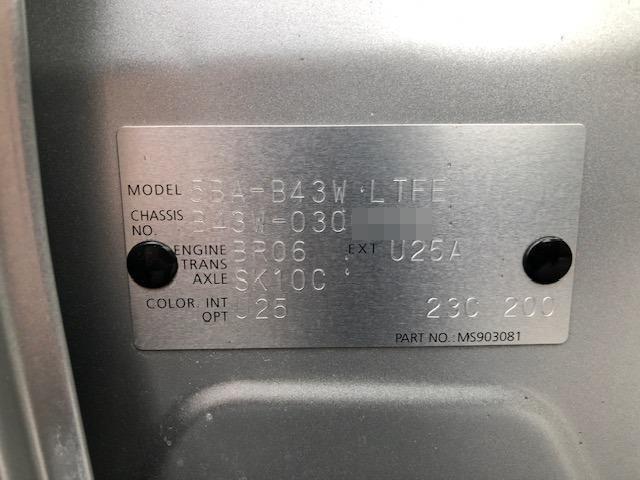 MODEL 5BA-B43W LTFE
CHASSIS NO. B43W-030
ENGINE BR06 EXT U25A
TRANS AXLE SK10C
COLOR. INT J25
OPT 23C 200
PART NO.: MS903081